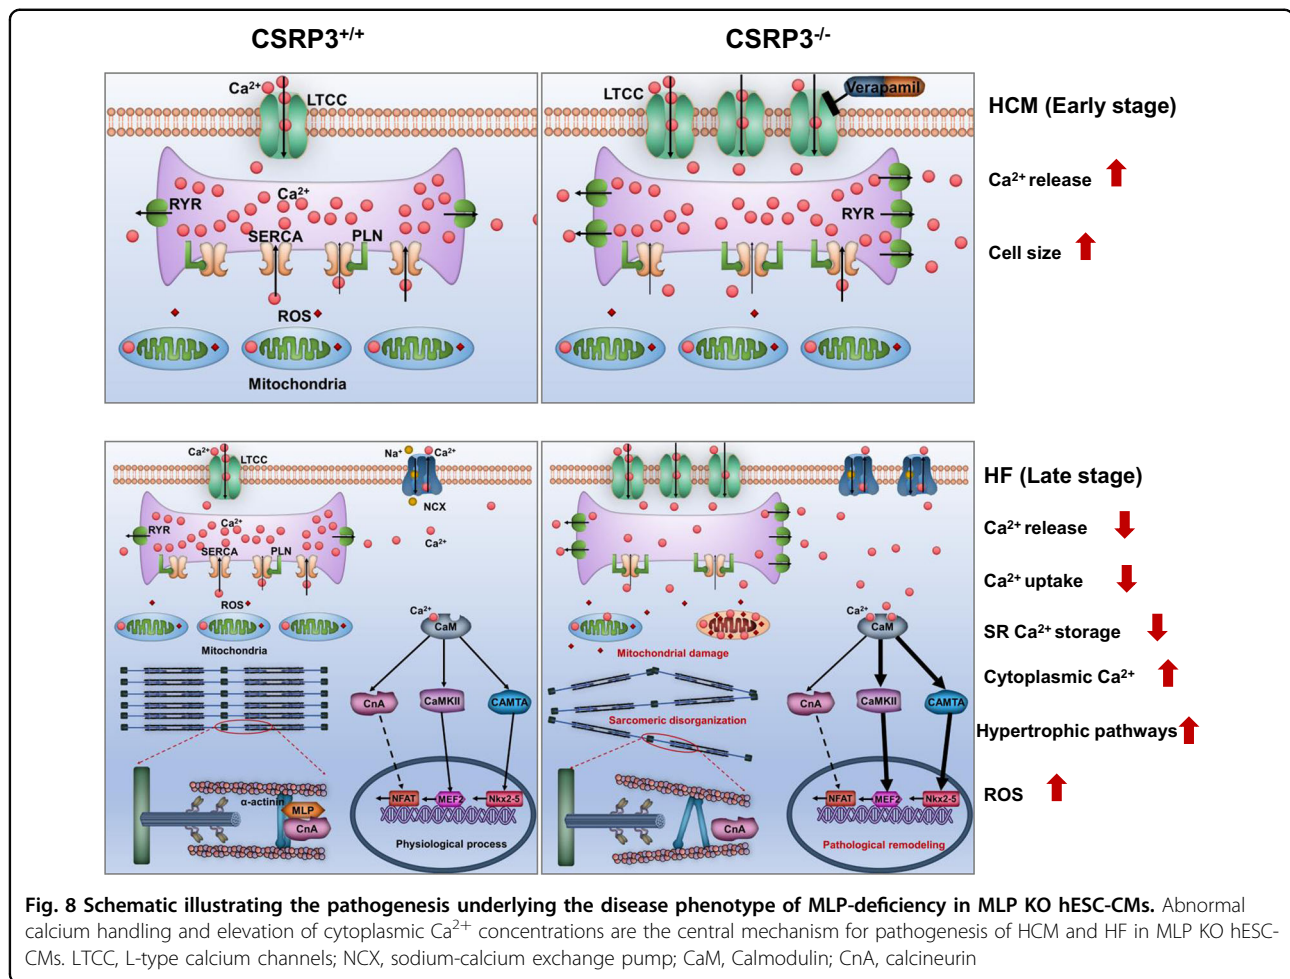 CSRP3+/+
CSRP3-/-
Ca2+
LTCC
Ca2+
RYR
SERCA
PLN
ROS
Mitochondria
LTCC
Verapamil
RYR
HCM (Early stage)
Ca2+ release
Cell size
Ca2+
LTCC
Na+
Ca2+
NCX
Ca2+
RYR
Ca2+
SERCA
PLN
ROS
Mitochondria
Ca2+
CaM
CnA
CaMKII
CAMTA
α-actinin
MLP
CnA
NFAT
MEF2
Nkx2-5
Physiological process
Mitochondrial damage
Sarcomeric disorganization
Ca2+
CaM
CnA
CaMKII
CAMTA
CnA
NFAT
MEF2
Nkx2-5
Pathological remodeling
HF (Late stage)
Ca2+ release
Ca2+ uptake
SR Ca2+ storage
Cytoplasmic Ca2+
Hypertrophic pathways
ROS
Fig. 8 Schematic illustrating the pathogenesis underlying the disease phenotype of MLP-deficiency in MLP KO hESC-CMs. Abnormal
calcium handling and elevation of cytoplasmic Ca2+ concentrations are the central mechanism for pathogenesis of HCM and HF in MLP KO hESC-
CMs. LTCC, L-type calcium channels; NCX, sodium-calcium exchange pump; CaM, Calmodulin; CnA, calcineurin